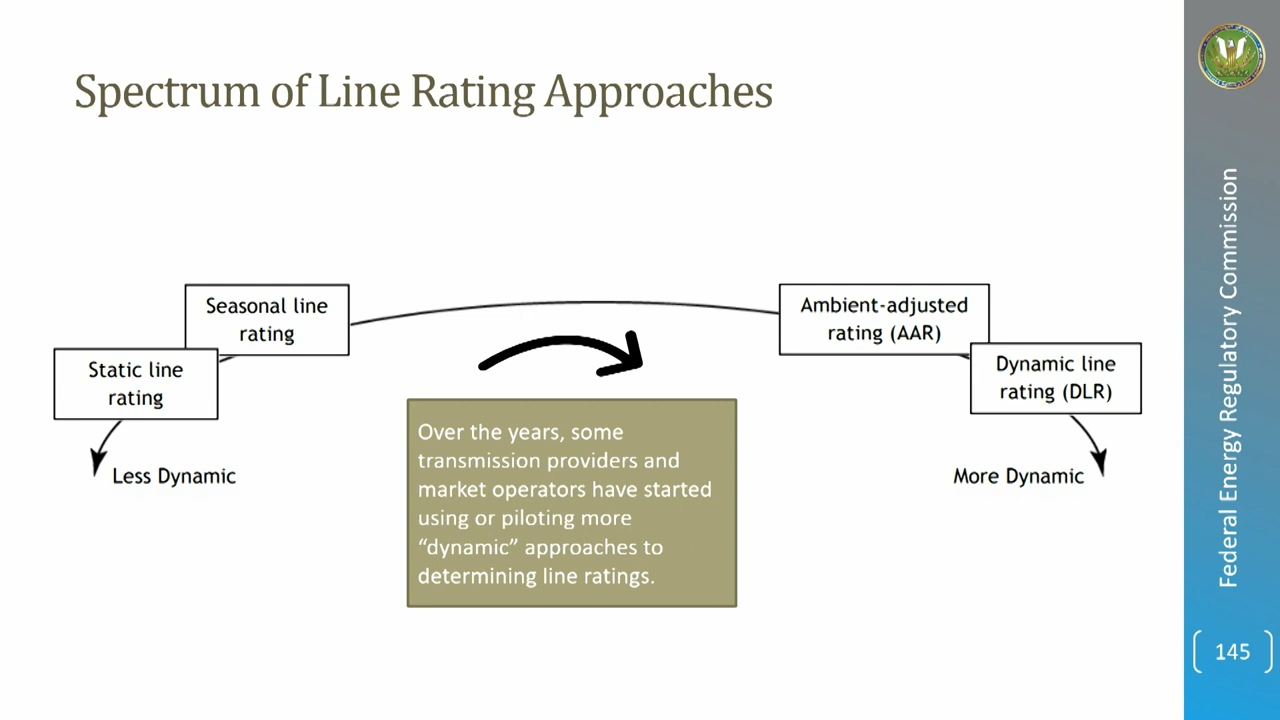 Spectrum of Line Rating Approaches
Seasonal line
rating
Static line
rating
Less Dynamic
Ambient-adjusted
rating (AAR)
Dynamic line
rating (DLR)
More Dynamic
Over the years, some
transmission providers and
market operators have started
using or piloting more
“dynamic” approaches to
determining line ratings.
Federal Energy Regulatory Commission
145